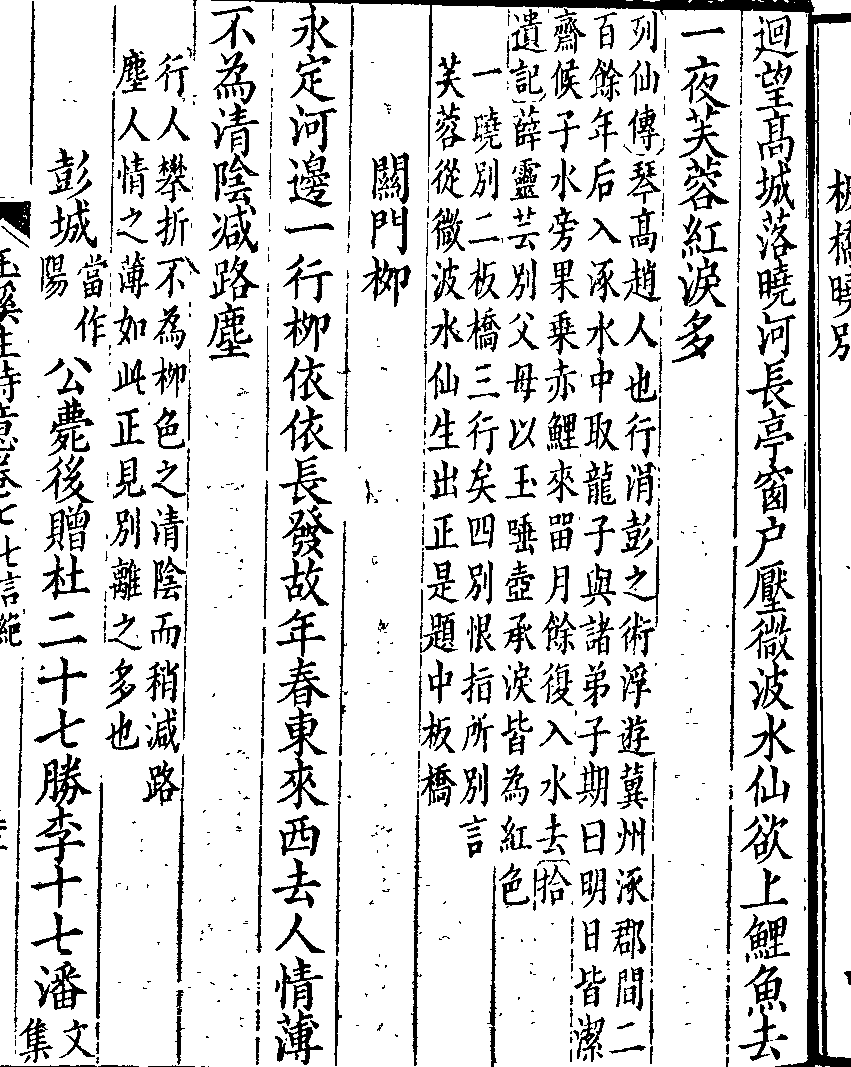 板橋曉別
迴望高城落曉河長亭窗户壓微波水仙欲上鯉魚去
一夜芙蓉紅淚多
列仙傳琴高趙人也行涓彭之術浮遊冀州涿郡間二
百餘年后入涿水中取龍子與諸弟子期日明日皆潔
齋候子水旁果乘赤鯉來畱月餘復入水去拾
遺記薛靈芸别父母以玉唾壺承淚皆為紅色
一曉别二板橋三行矣四别恨指所别言
芙蓉從微波水仙生出正是題中板橋
關門柳
永定河邊一行柳依依長發故年春東來西去人情薄
不為清陰減路塵
行人攀折不為柳色之清陰而稍減路
塵人情之薄如此正見别離之多也
彭城當作陽公薨後贈杜二十七勝李十七潘文集
玉溪生詩意卷七 七言絶